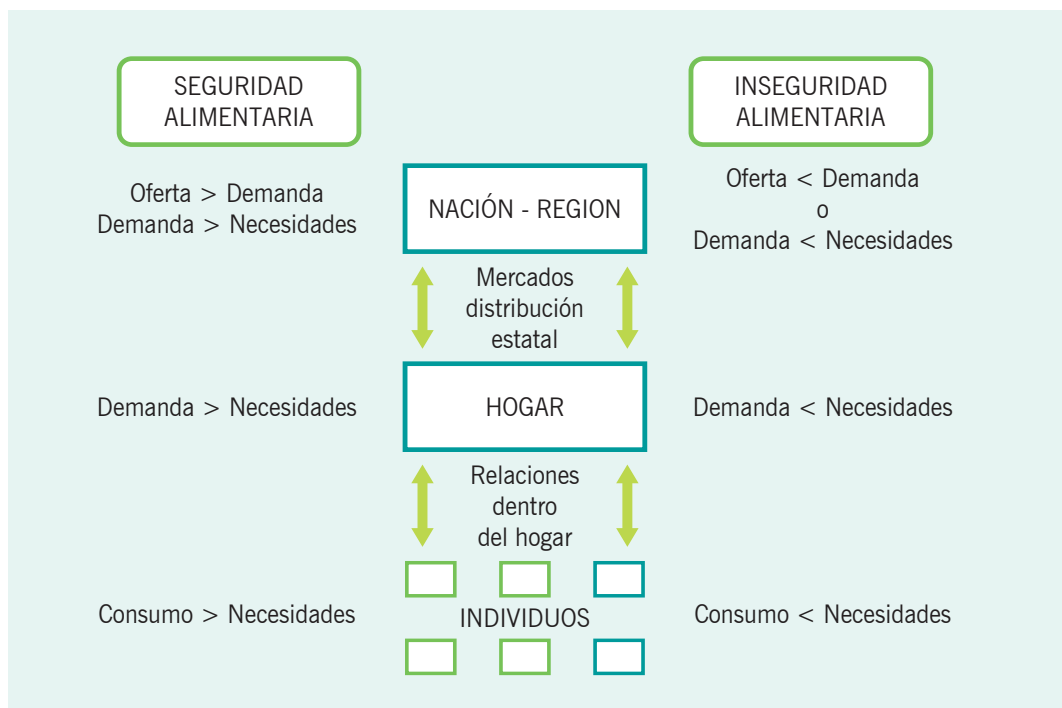 SEGURIDAD
ALIMENTARIA
INSEGURIDAD
ALIMENTARIA
Oferta > Demanda
Demanda > Necesidades
NACIÓN - REGION
Oferta < Demanda
o
Demanda < Necesidades
Mercados
distribución
estatal
Demanda > Necesidades
HOGAR
Demanda < Necesidades
Relaciones
dentro
del hogar
Consumo > Necesidades
INDIVIDUOS
Consumo < Necesidades